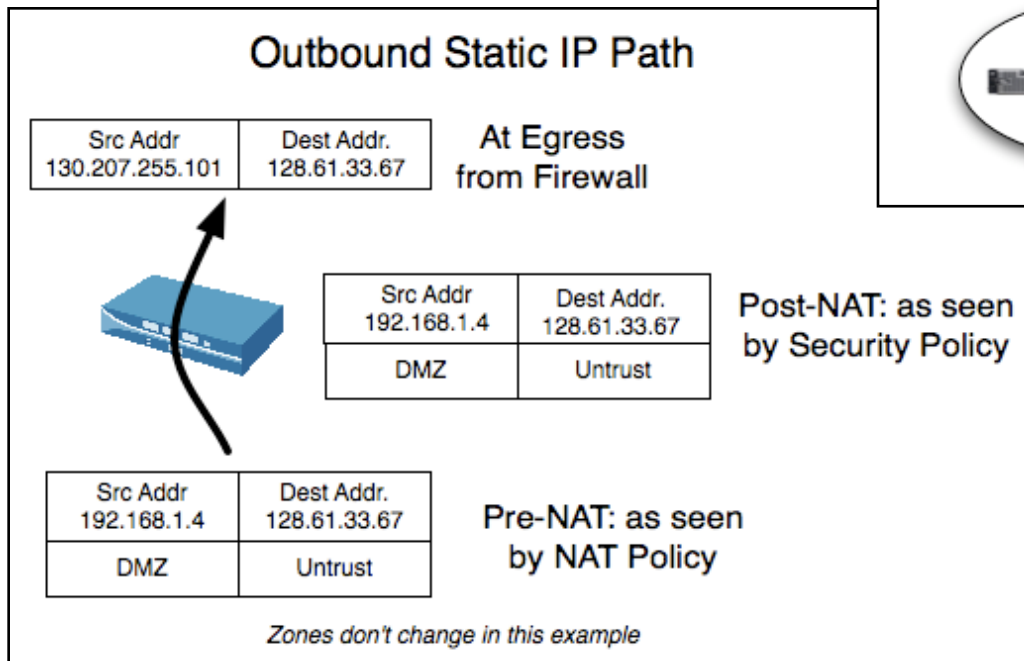 Outbound Static IP Path
Src Addr
130.207.255.101
Dest Addr.
128.61.33.67
At Egress
from Firewall
Src Addr
192.168.1.4
Dest Addr.
128.61.33.67
DMZ
Untrust
Post-NAT: as seen
by Security Policy
Src Addr
192.168.1.4
Dest Addr.
128.61.33.67
DMZ
Untrust
Pre-NAT: as seen
by NAT Policy
Zones don't change in this example